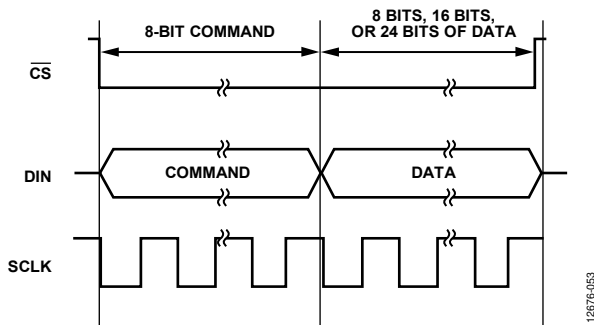 8-BIT COMMAND
8 BITS, 16 BITS,
OR 24 BITS OF DATA
CS
DIN
COMMAND
DATA
SCLK
12676-053